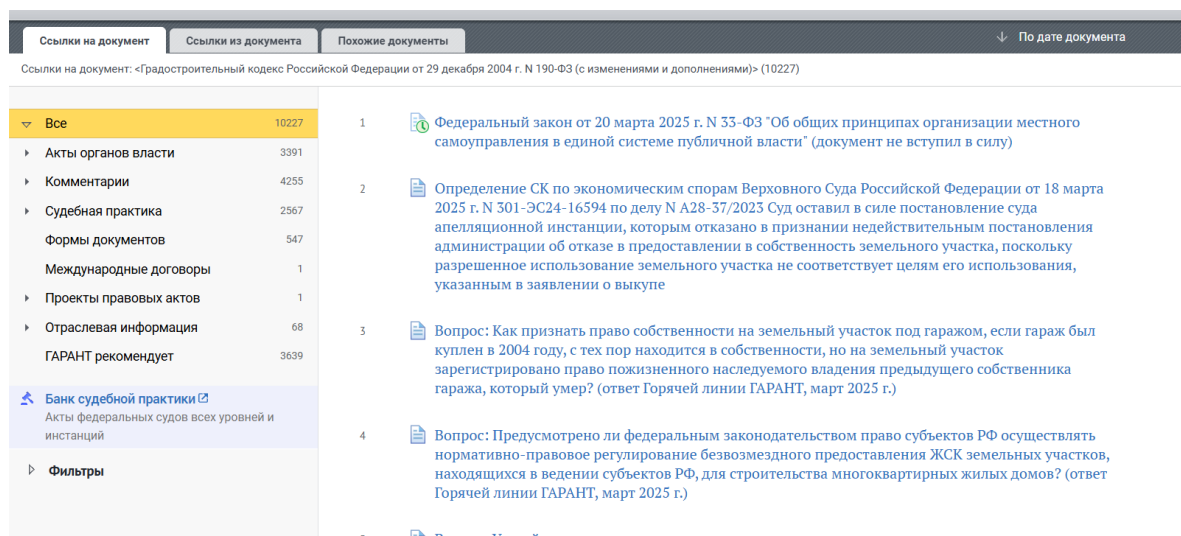 Ссылки на документ
Ссылки из документа
Похожие документы
По дате документа
Ссылки на документ: <Градостроительный кодекс Российской Федерации от 29 декабря 2004 г. N 190-ФЗ (с изменениями и дополнениями)> (10227)
Все 10227
Акты органов власти 3391
Комментарии 4255
Судебная практика 2567
Формы документов 547
Международные договоры 1
Проекты правовых актов 1
Отраслевая информация 68
ГАРАНТ рекомендует 3639
Банк судебной практики
Акты федеральных судов всех уровней и
инстанций
Фильтры
1 Федеральный закон от 20 марта 2025 г. N 33-ФЗ "Об общих принципах организации местного
самоуправления в единой системе публичной власти" (документ не вступил в силу)
2 Определение СК по экономическим спорам Верховного Суда Российской Федерации от 18 марта
2025 г. N 301-ЭС24-16594 по делу N А28-37/2023 Суд оставил в силе постановление суда
апелляционной инстанции, которым отказано в признании недействительным постановления
администрации об отказе в предоставлении в собственность земельного участка, поскольку
разрешенное использование земельного участка не соответствует целям его использования,
указанным в заявлении о выкупе
3 Вопрос: Как признать право собственности на земельный участок под гаражом, если гараж был
куплен в 2004 году, с тех пор находится в собственности, но на земельный участок
зарегистрировано право пожизненного наследуемого владения предыдущего собственника
гаража, который умер? (ответ Горячей линии ГАРАНТ, март 2025 г.)
4 Вопрос: Предусмотрено ли федеральным законодательством право субъектов РФ осуществлять
нормативно-правовое регулирование безвозмездного предоставления ЖСК земельных участков,
находящихся в ведении субъектов РФ, для строительства многоквартирных жилых домов? (ответ
Горячей линии ГАРАНТ, март 2025 г.)